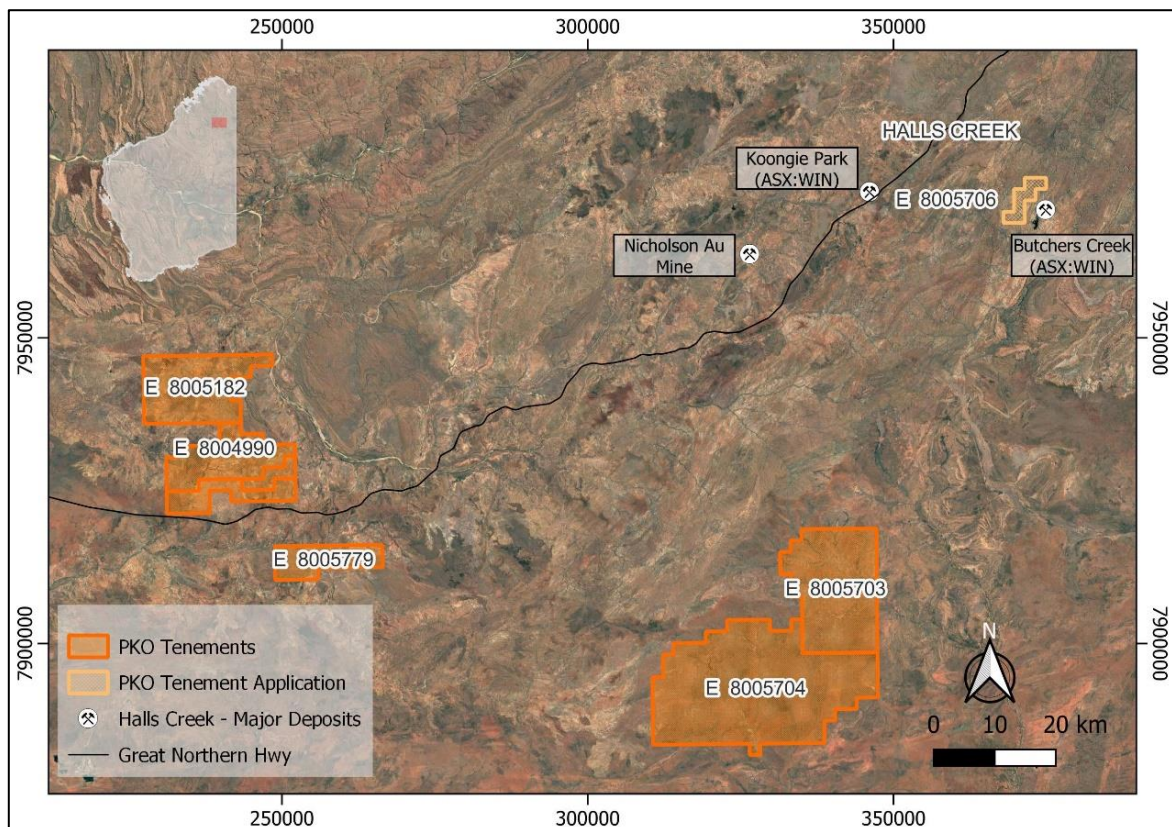 250000
300000
350000
HALLS CREEK
Koongie Park
(ASX:WIN)
E 8005706
Nicholson Au
Mine
Butchers Creek
(ASX:WIN)
7950000
7950000
E 8005182
E 8004990
E 8005779
E 8005703
7900000
7900000
E 8005704
PKO Tenements
PKO Tenement Application
Halls Creek - Major Deposits
Great Northern Hwy
N
0 10 20 km
250000
300000
350000